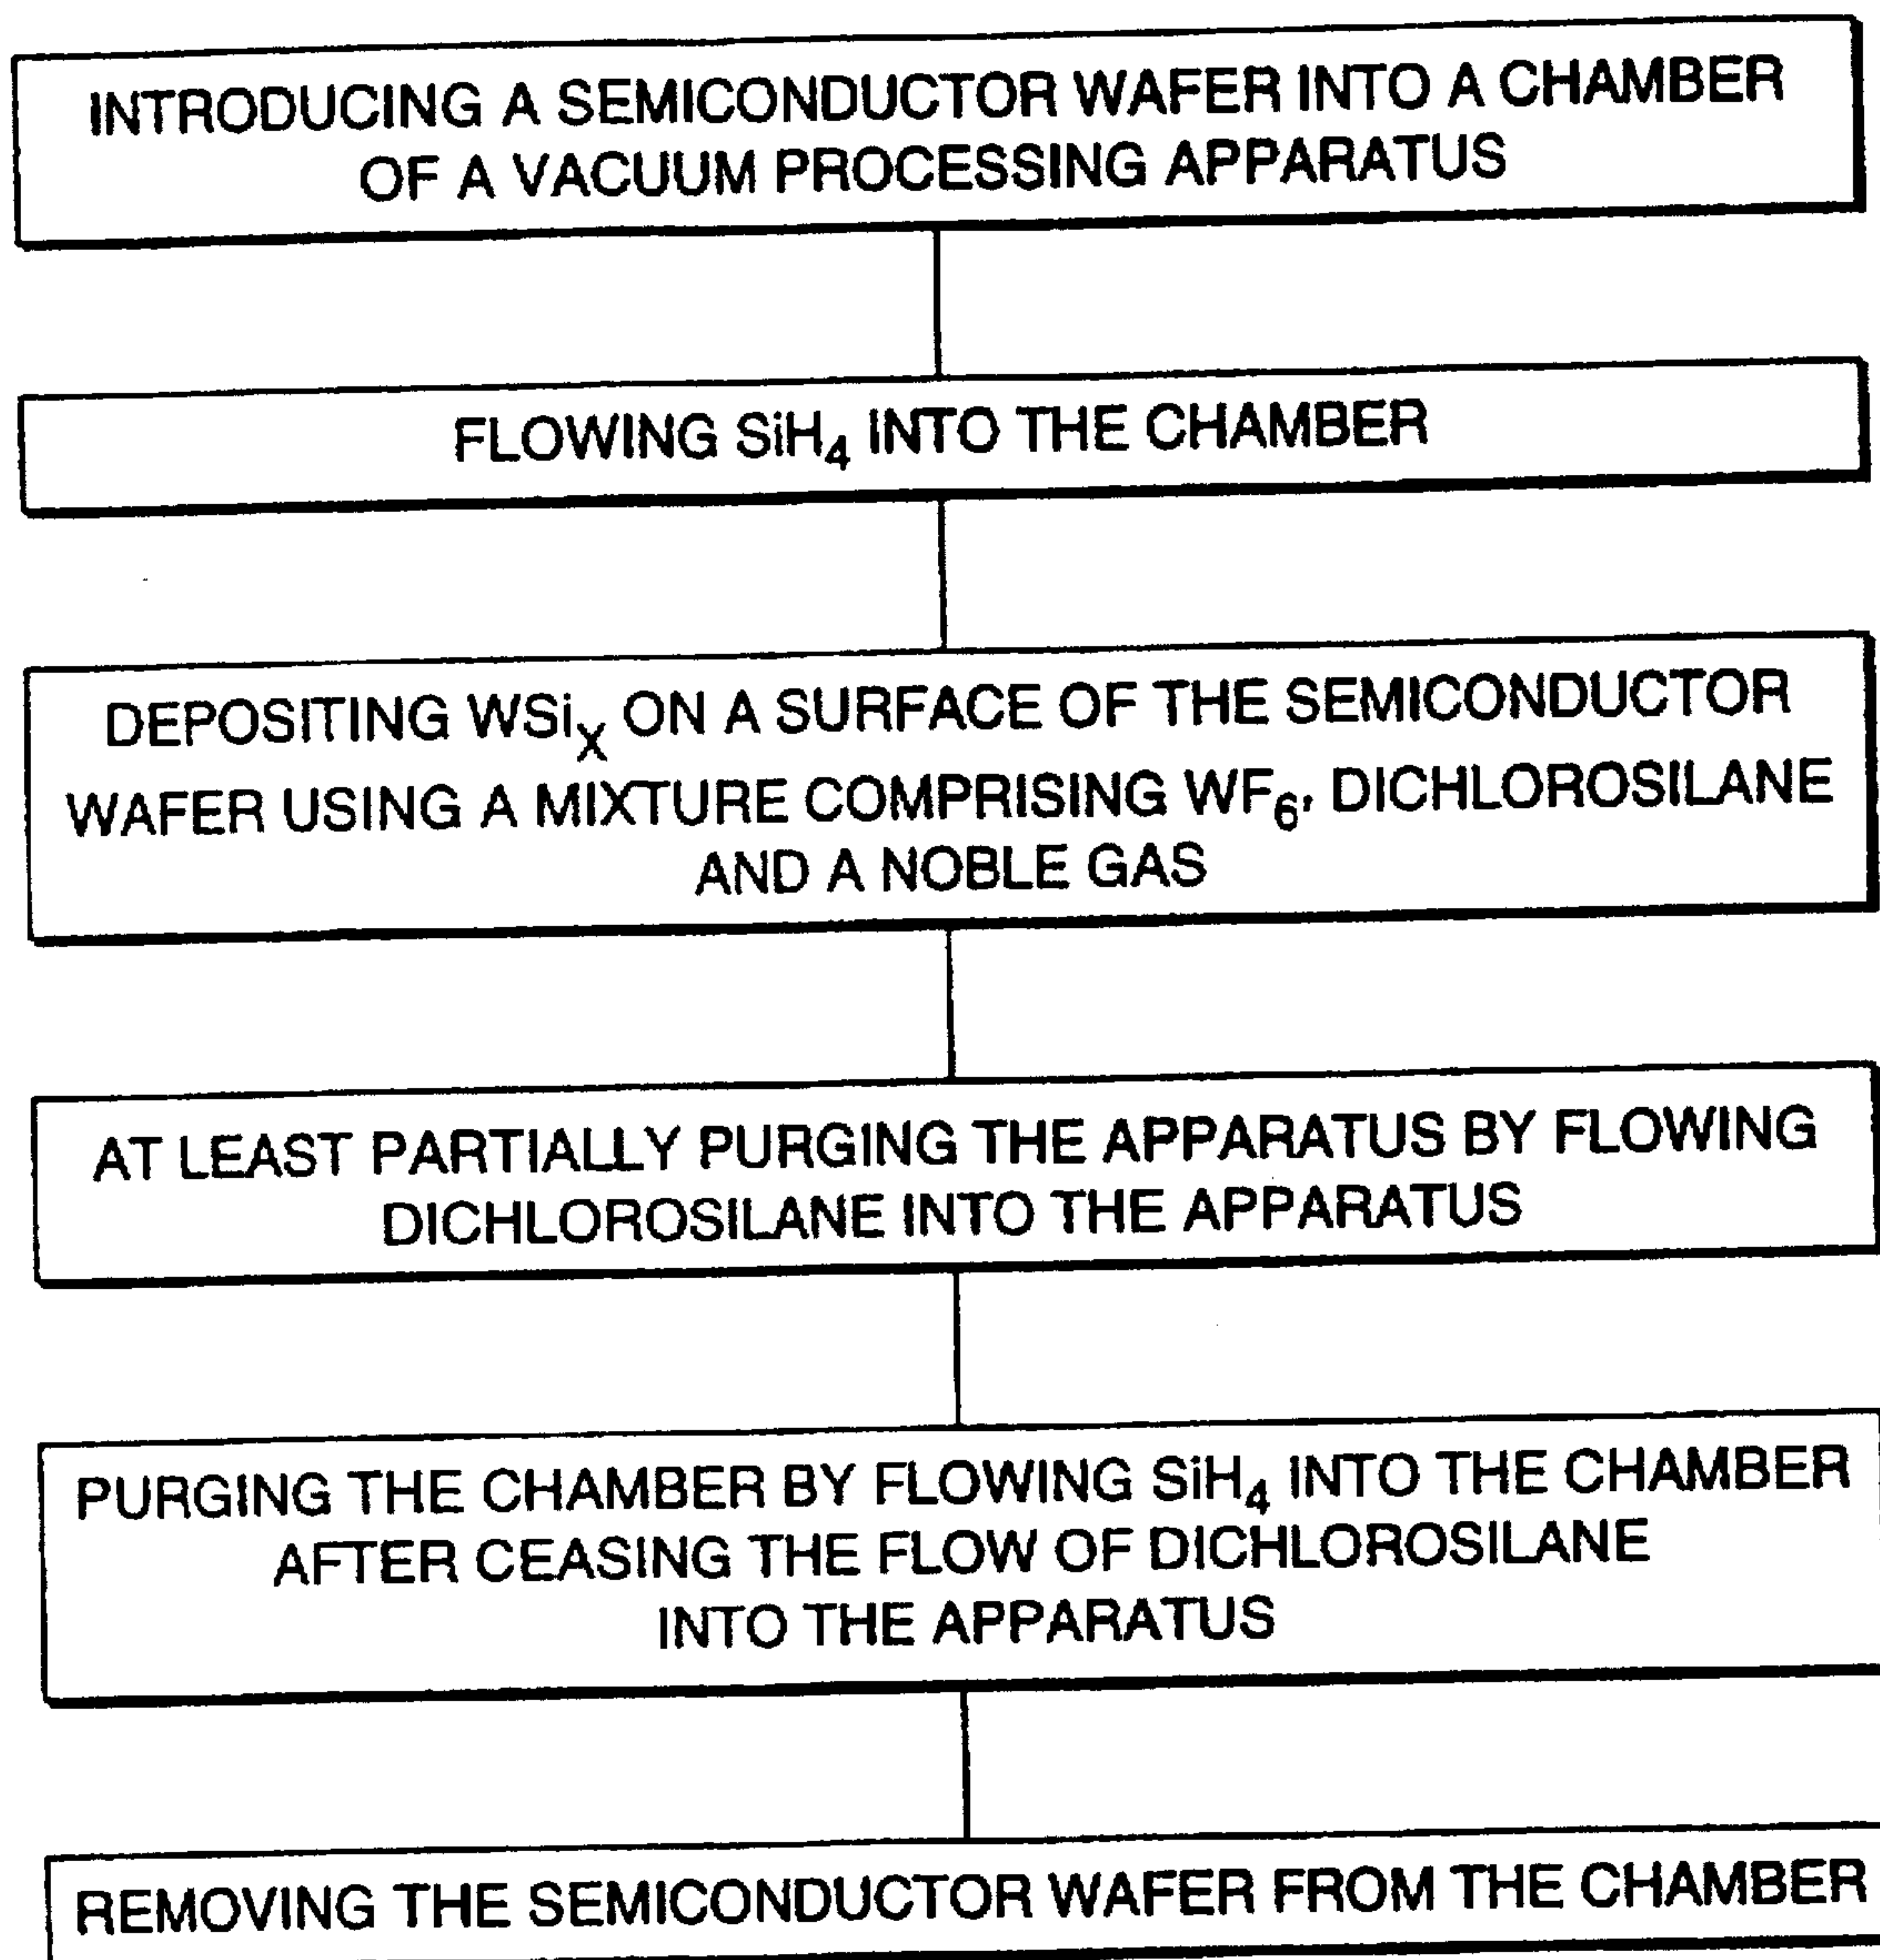 INTRODUCING A SEMICONDUCTOR WAFER INTO A CHAMBER
OF A VACUUM PROCESSING APPARATUS
FLOWING SiH₄ INTO THE CHAMBER
DEPOSITING WSiₓ ON A SURFACE OF THE SEMICONDUCTOR
WAFER USING A MIXTURE COMPRISING WF₆, DICHLOROSILANE
AND A NOBLE GAS
AT LEAST PARTIALLY PURGING THE APPARATUS BY FLOWING
DICHLOROSILANE INTO THE APPARATUS
PURGING THE CHAMBER BY FLOWING SiH₄ INTO THE CHAMBER
AFTER CEASING THE FLOW OF DICHLOROSILANE
INTO THE APPARATUS
REMOVING THE SEMICONDUCTOR WAFER FROM THE CHAMBER